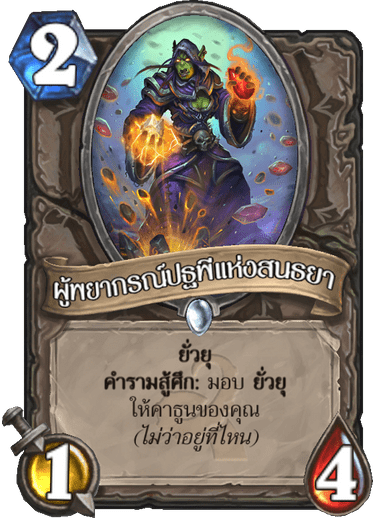 2
ผู้พยากรณ์ปฐพีแห่งสนธยา
ยั่วยุ
คำรามสู้ศึก: มอบ ยั่วยุ
ให้คาธูนของคุณ
(ไม่ว่าอยู่ที่ไหน)
1
4